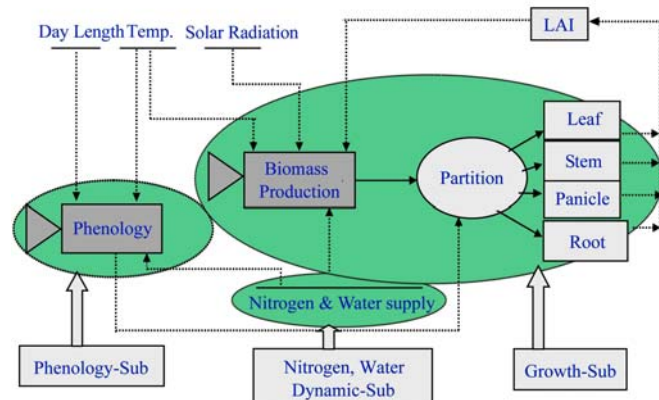 Day Length Temp. Solar Radiation
LAI
Leaf
Stem
Panicle
Root
Biomass
Production
Partition
Phenology
Nitrogen & Water supply
Phenology-Sub
Nitrogen, Water
Dynamic-Sub
Growth-Sub